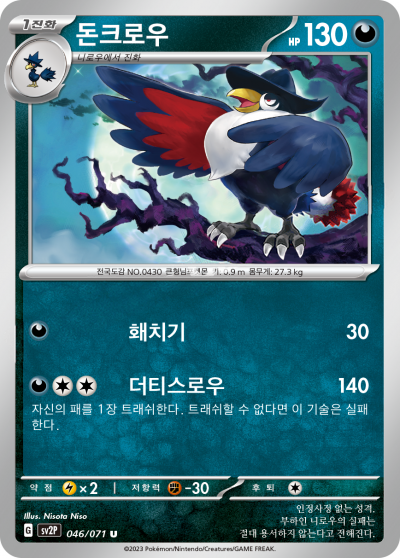 1진화
돈크로우
HP 130
니로우에서 진화
전국도감 NO.0430 큰형님포켓몬 키: 0.9 m 몸무게: 27.3 kg
홰치기 30
더티스로우 140
자신의 패를 1장 트래쉬한다. 트래쉬할 수 없다면 이 기술은 실패
한다.
약점 ×2 저항력 -30 후퇴
Illus. Nisota Niso
G sv2P 046/071 U
인정사정 없는 성격.
부하인 니로우의 실패는
절대 용서하지 않는다고 전해진다.
©2023 Pokémon/Nintendo/Creatures/GAME FREAK.